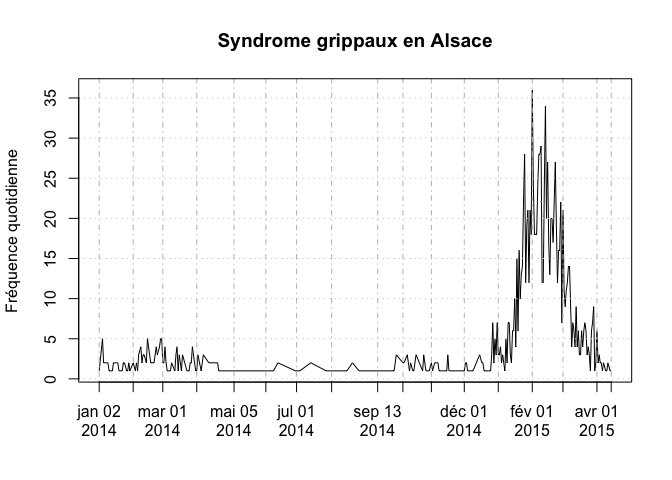 Syndrome grippaux en Alsace
Fréquence quotidienne
35
30
25
20
15
10
5
0
jan 02 mar 01 mai 05 jul 01 sep 13 déc 01 fév 01 avr 01
2014 2014 2014 2014 2014 2014 2015 2015